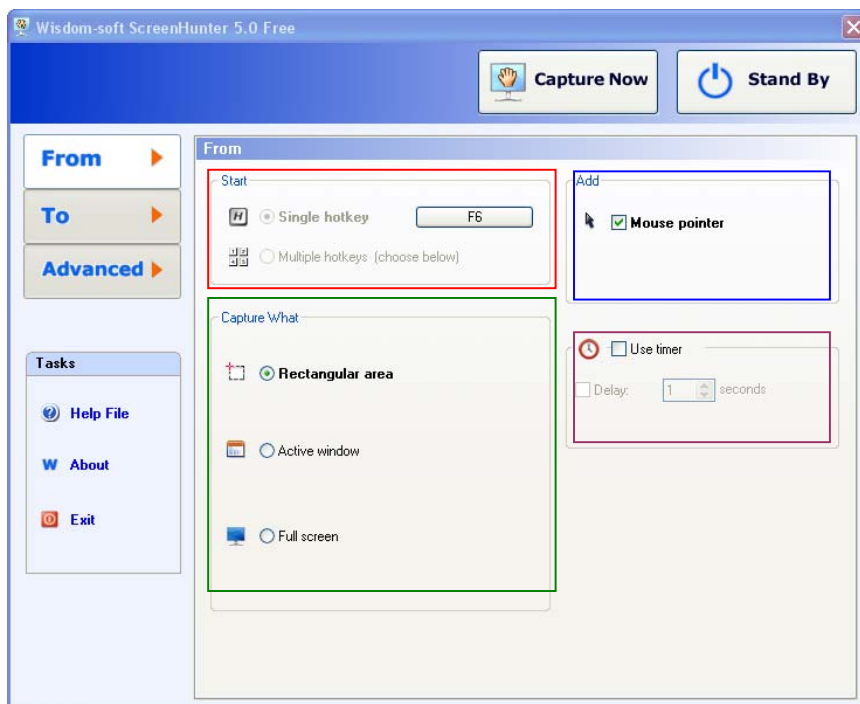 Wisdom-soft ScreenHunter 5.0 Free
Capture Now
Stand By
From
To
Advanced
Tasks
Help File
W About
Exit
From
Start
H Single hotkey F6
Multiple hotkeys (choose below)
Capture What
Rectangular area
Active window
Full screen
Add
Mouse pointer
Use timer
Delay: 1 seconds